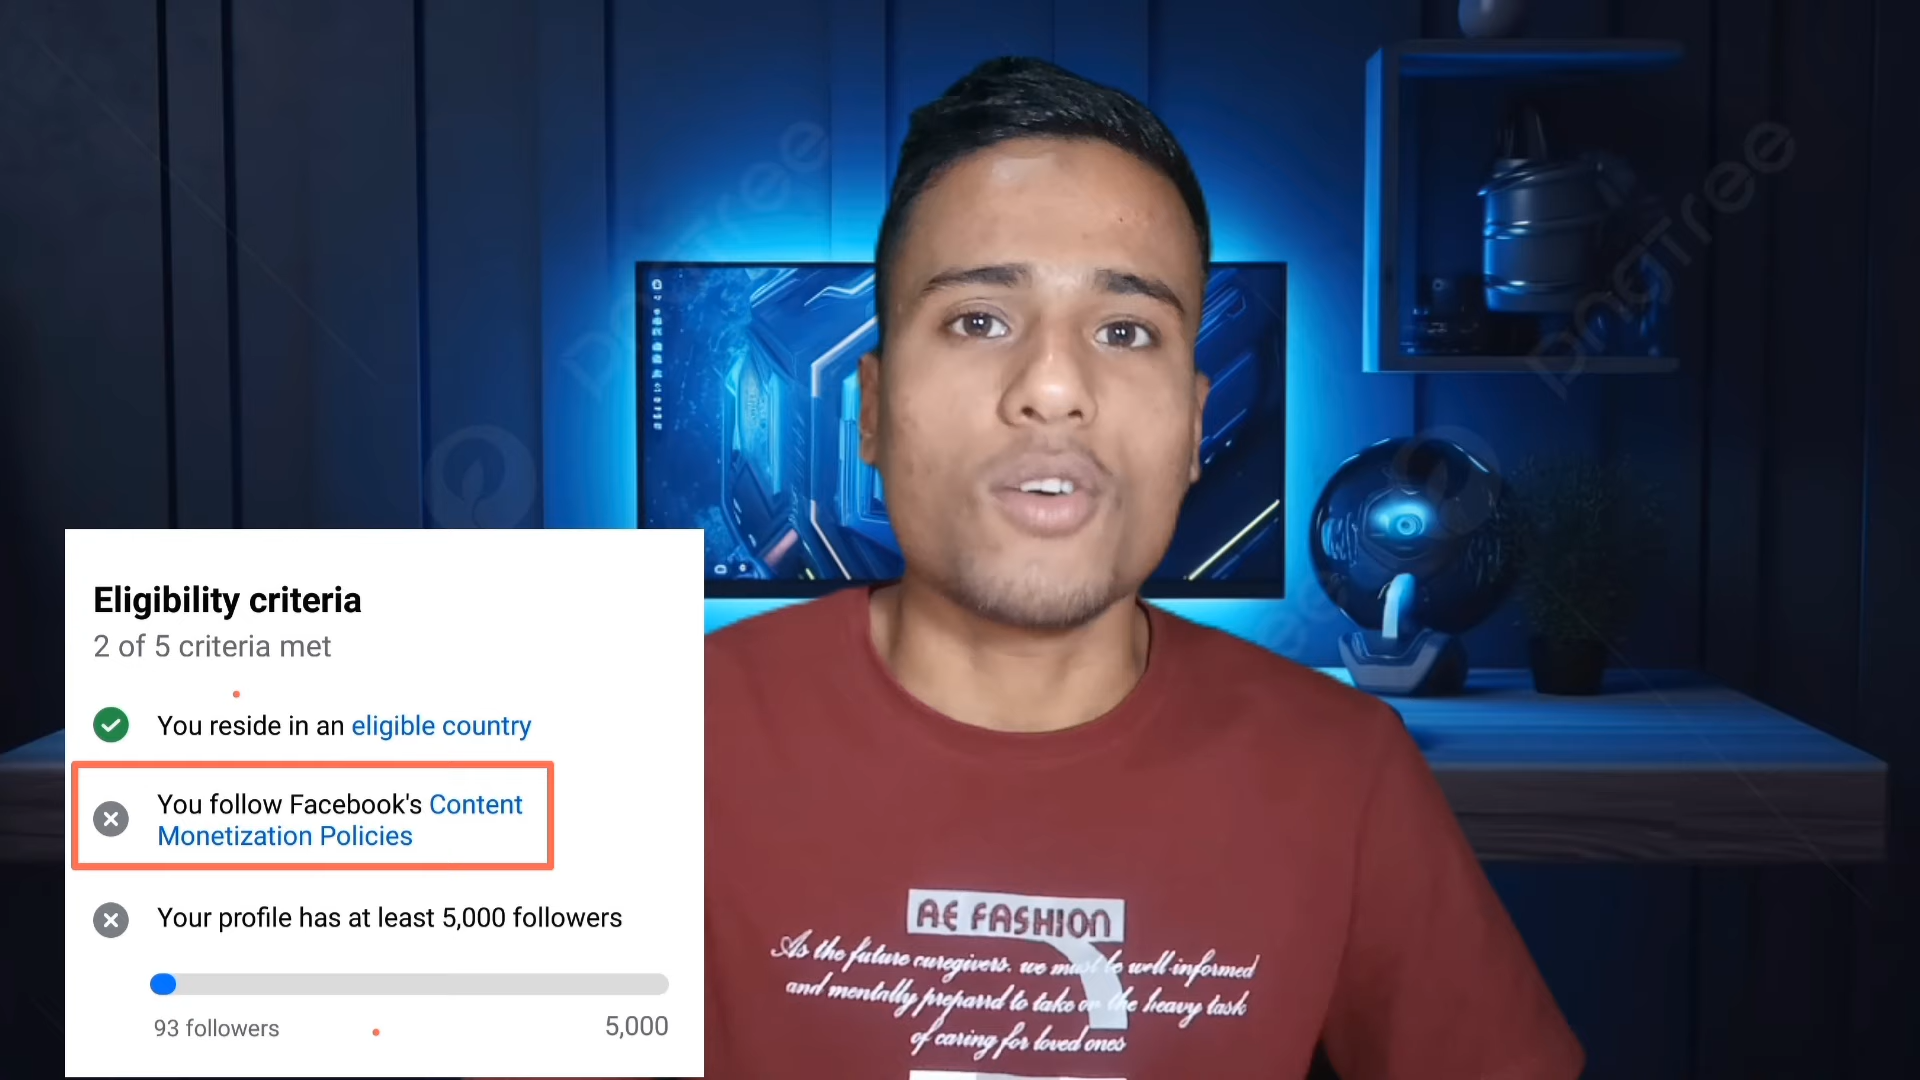 pngtree
pngtree
Eligibility criteria
2 of 5 criteria met
You reside in an eligible country
You follow Facebook's Content
Monetization Policies
Your profile has at least 5,000 followers
93 followers
5,000
AE FASHION
As the future caregivers, we must be well-informed
and mentally prepared to take on the heavy task
of caring for loved ones